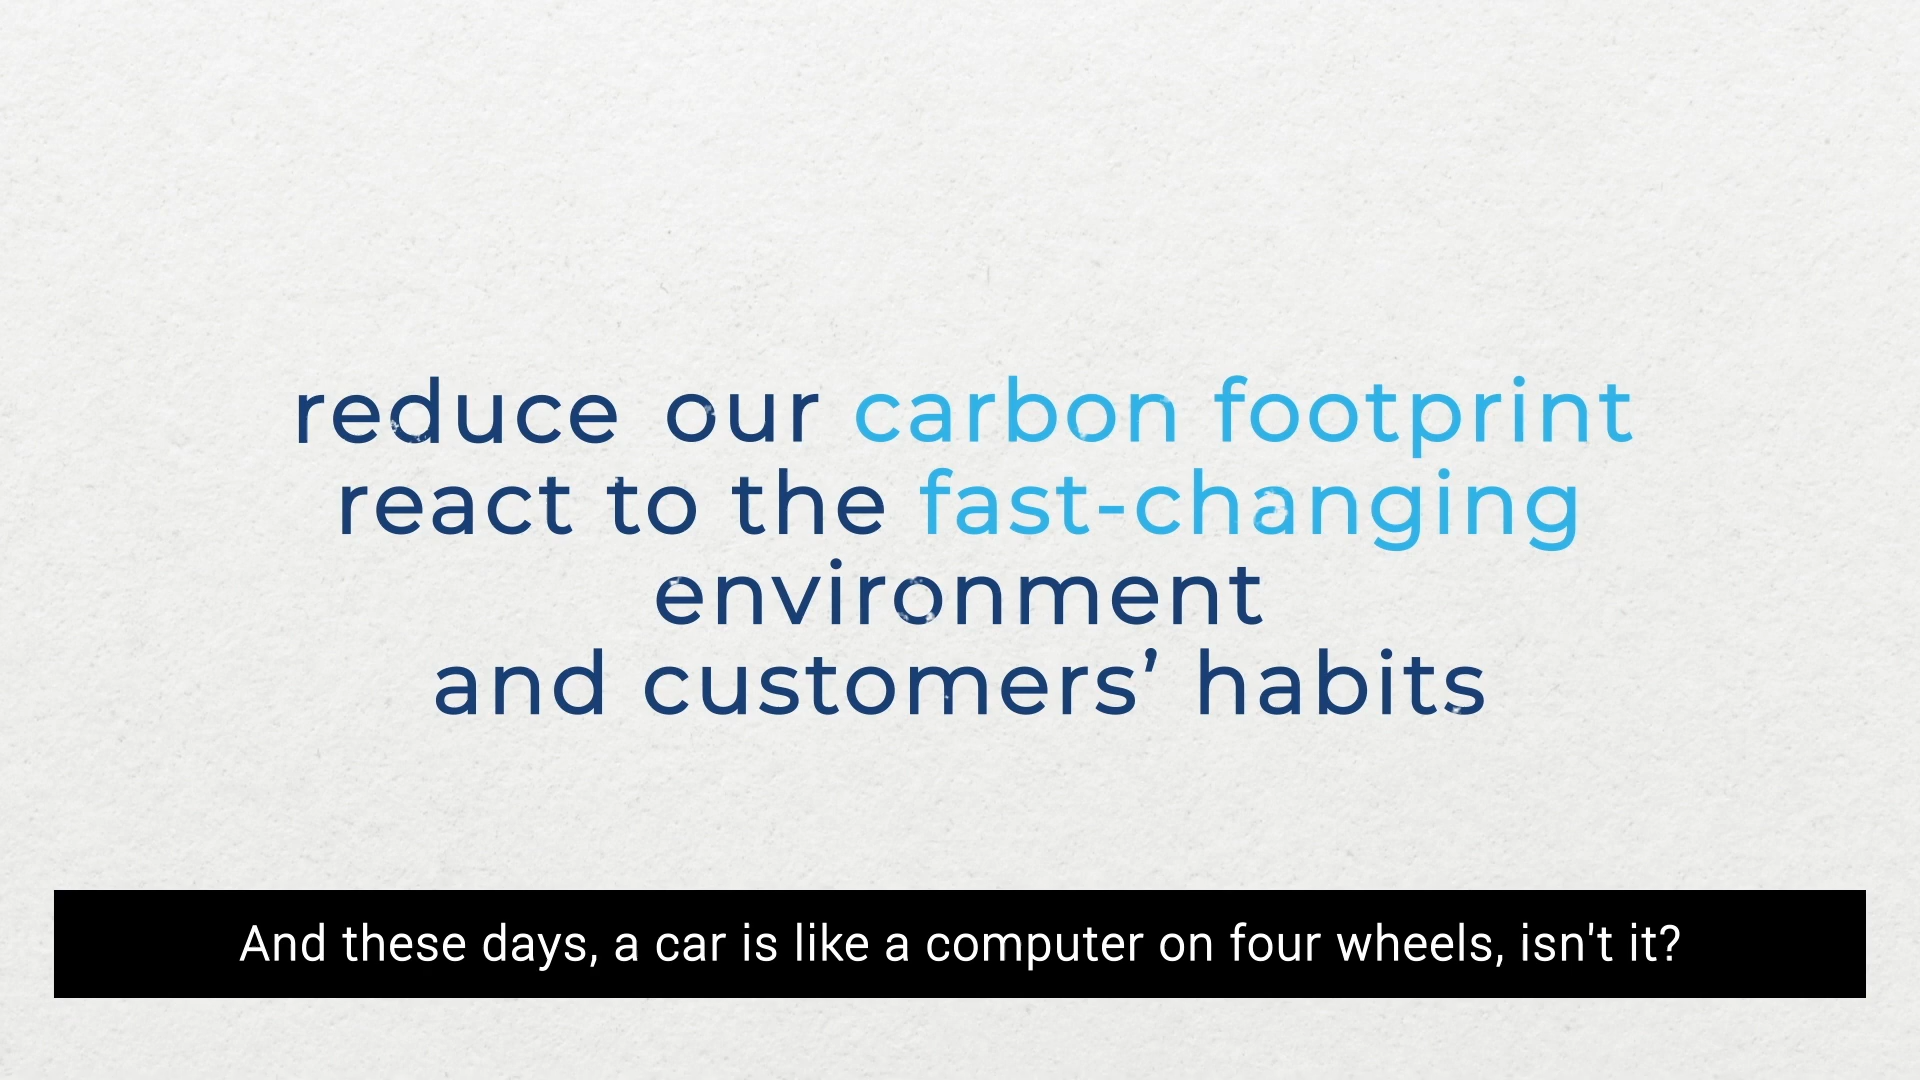 reduce our carbon footprint
react to the fast-changing
environment
and customers’ habits
And these days, a car is like a computer on four wheels, isn't it?